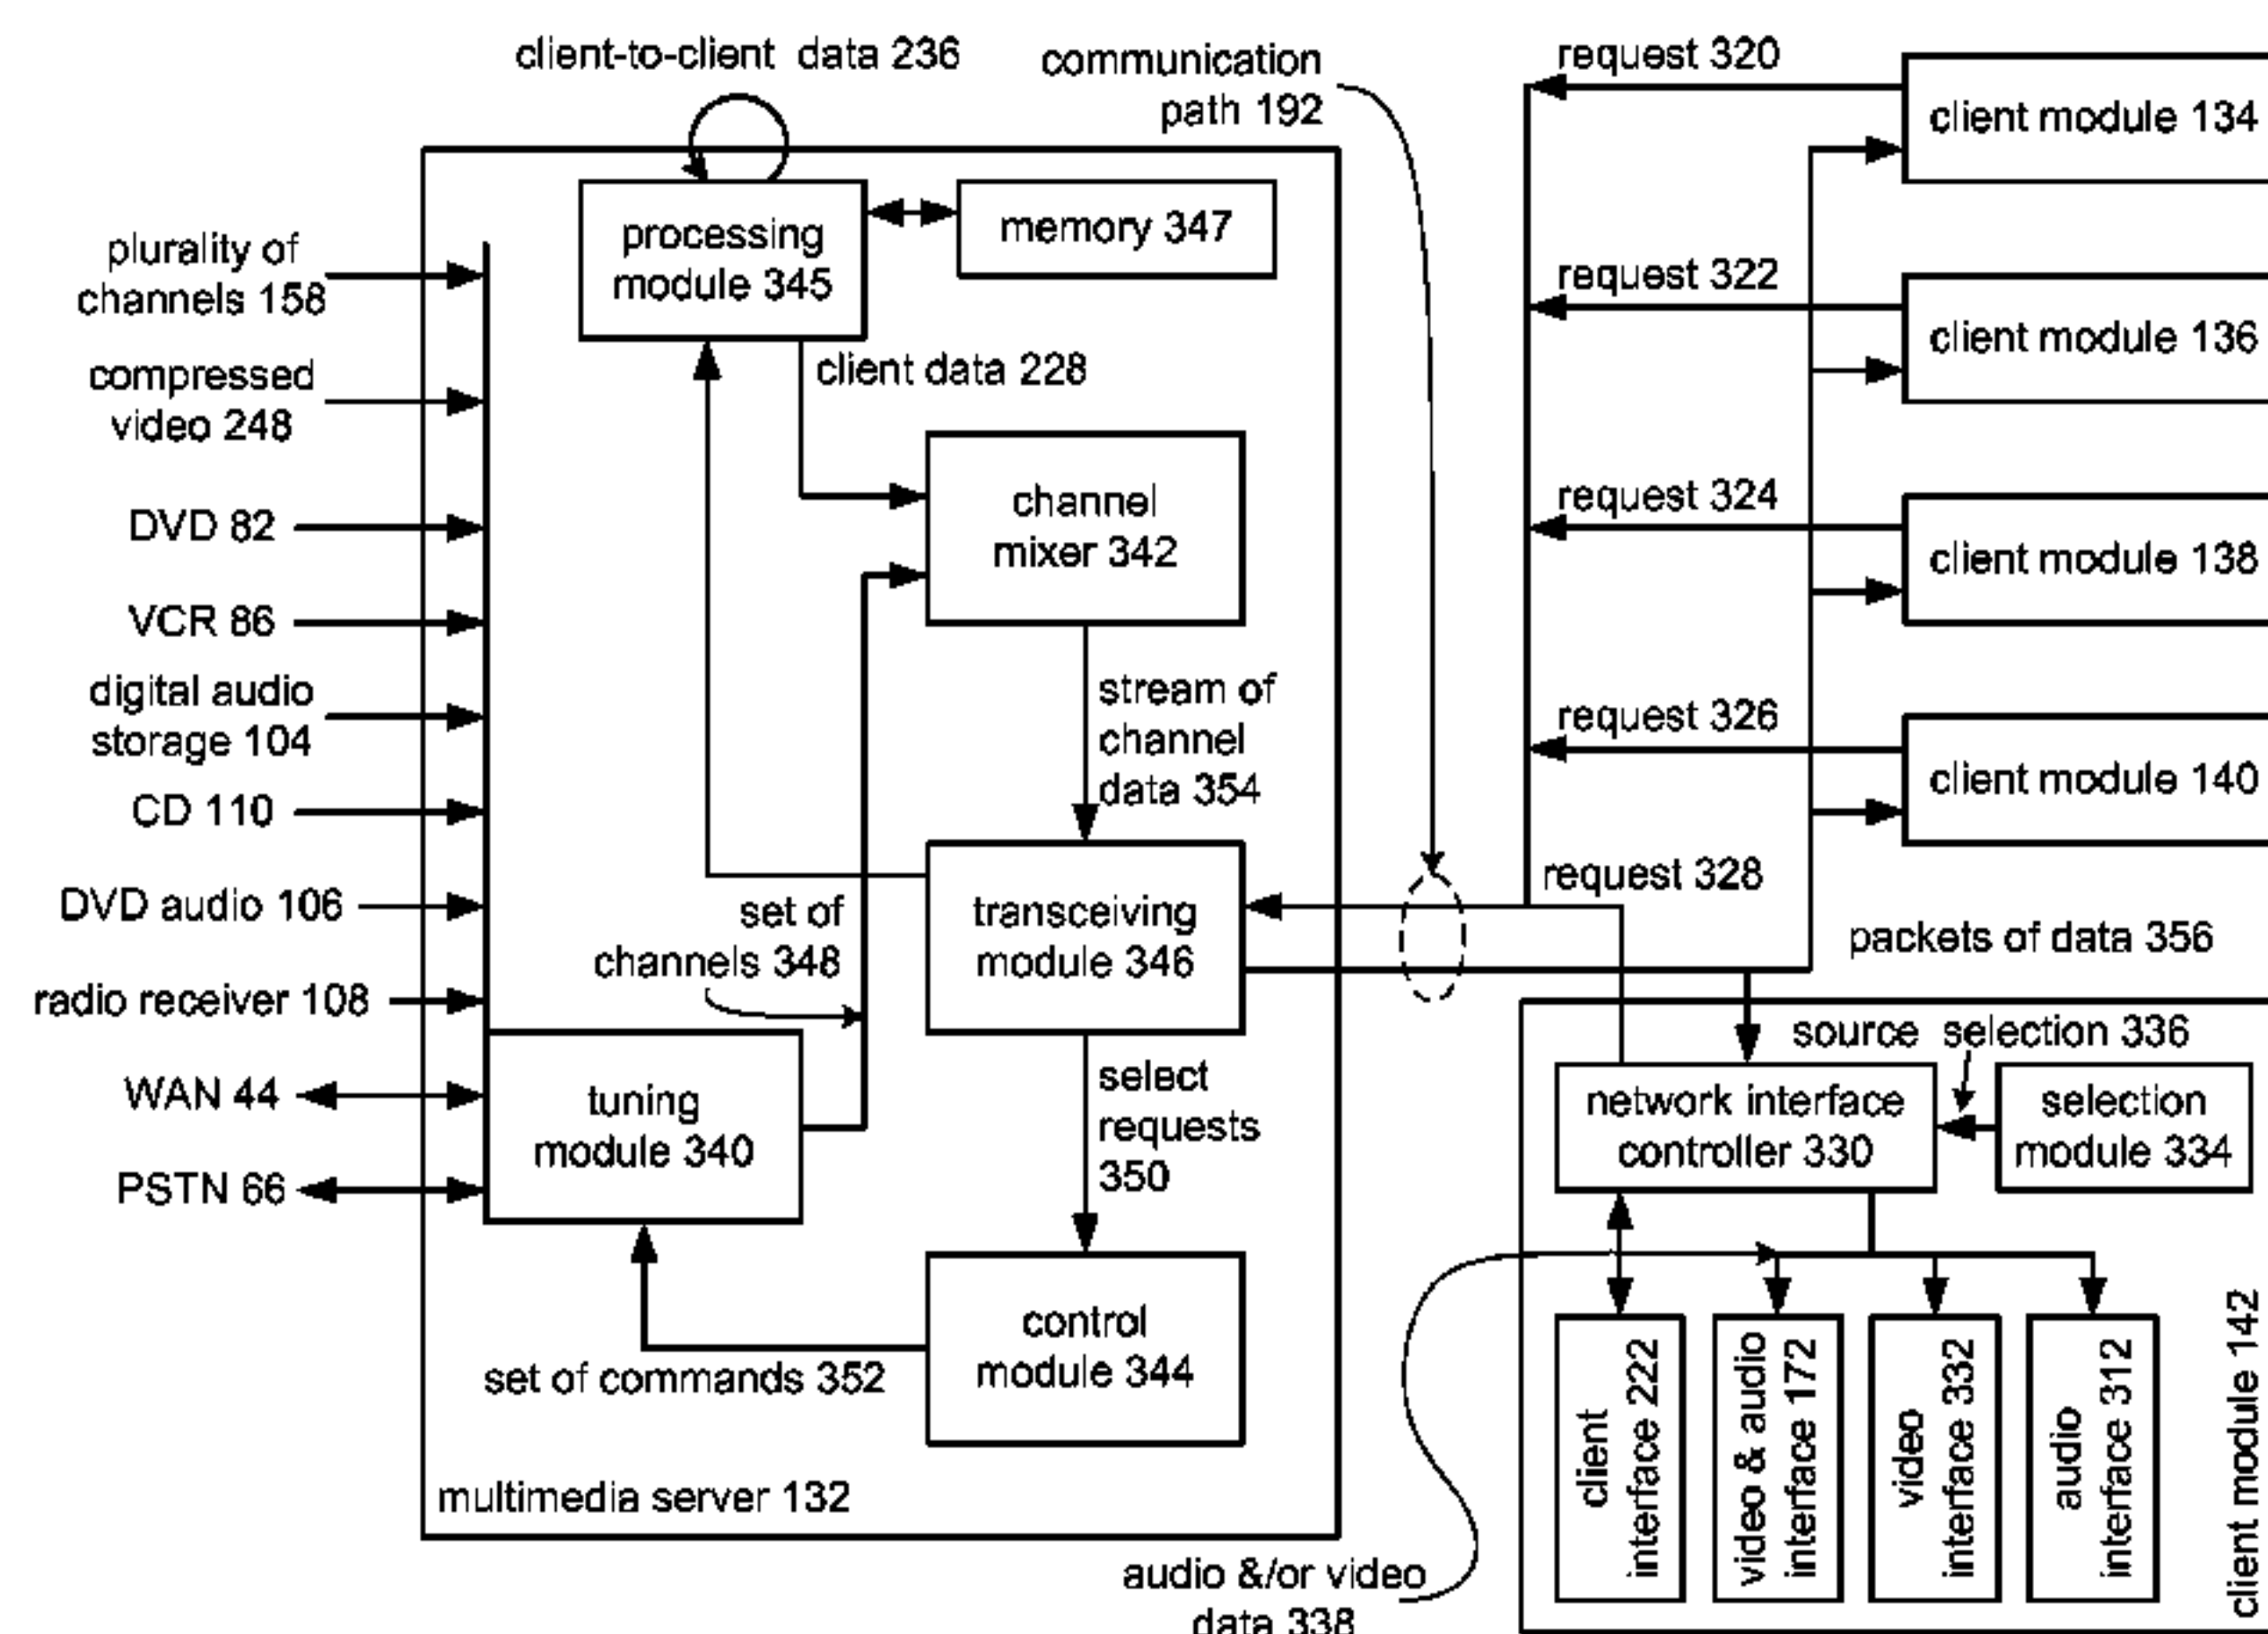 client-to-client data 236
communication
path 192
request 320
client module 134
plurality of
channels 158
processing
module 345
memory 347
request 322
client module 136
compressed
video 248
client data 228
DVD 82
channel
mixer 342
request 324
client module 138
VCR 86
digital audio
storage 104
stream of
channel
data 354
request 326
client module 140
CD 110
DVD audio 106
set of
channels 348
transceiving
module 346
request 328
packets of data 356
radio receiver 108
source selection 336
WAN 44
tuning
module 340
select
requests
350
network interface
controller 330
selection
module 334
PSTN 66
set of commands 352
control
module 344
client
interface 222
video & audio
interface 172
video
interface 332
audio
interface 312
client module 142
multimedia server 132
audio &/or video
data 338